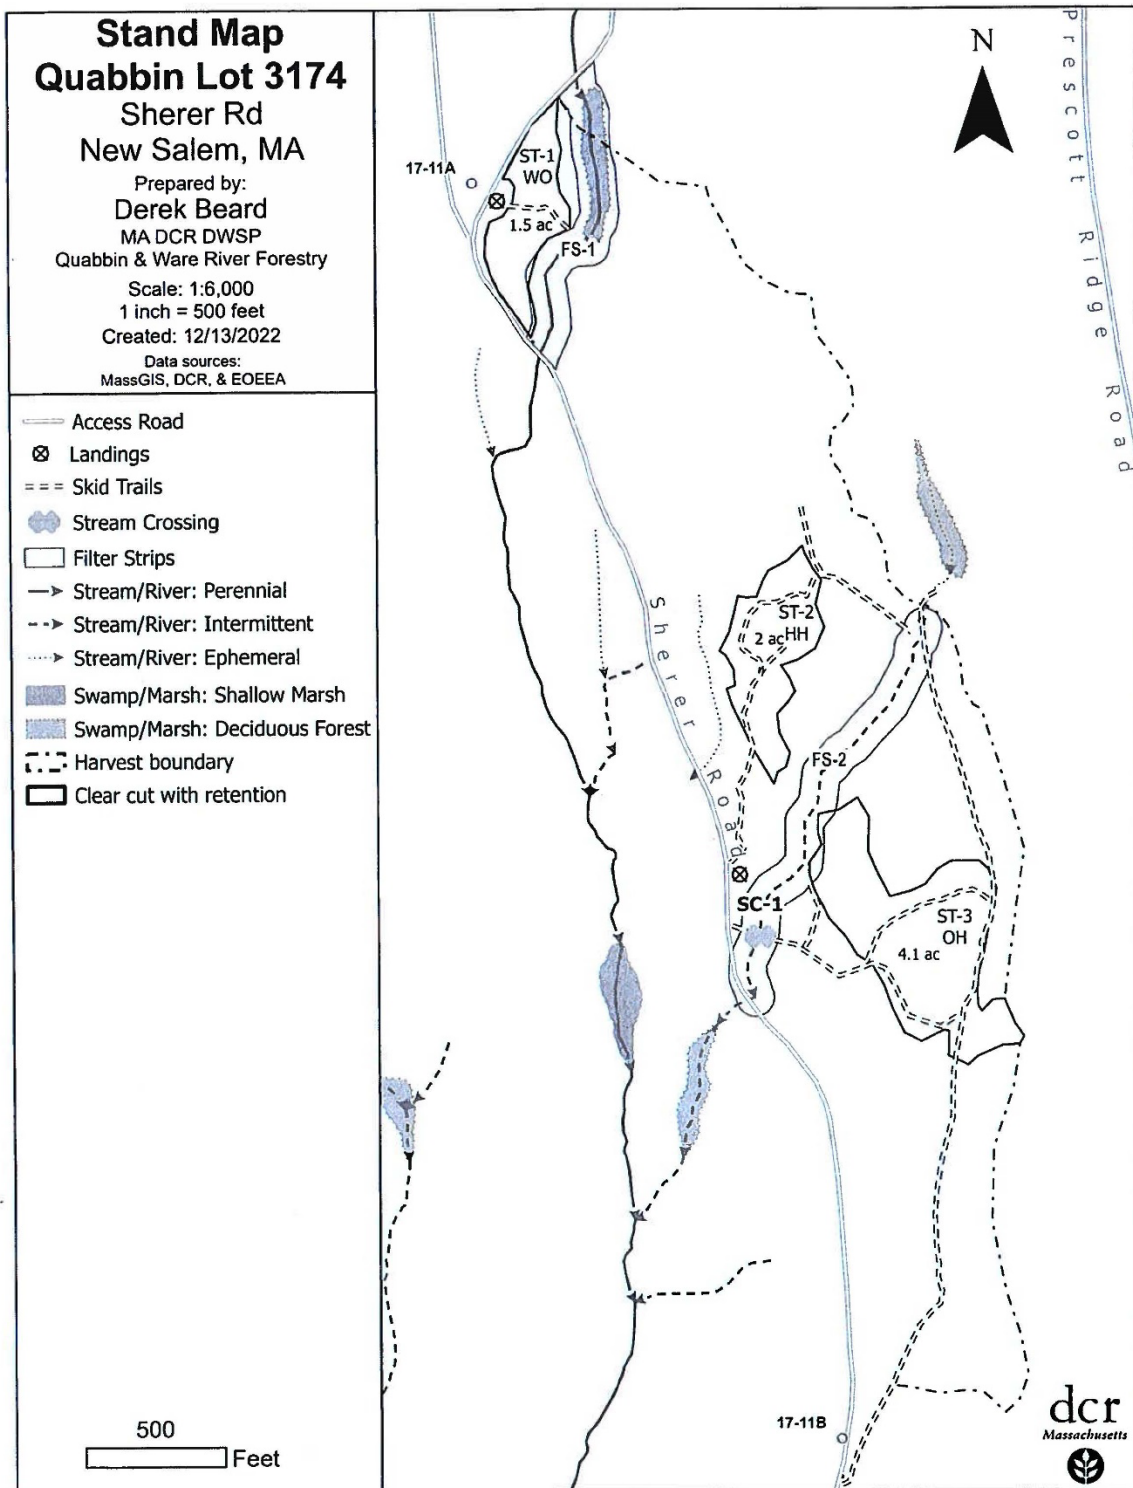 Stand Map
Quabbin Lot 3174
Sherer Rd
New Salem, MA
Prepared by:
Derek Beard
MA DCR DWSP
Quabbin & Ware River Forestry
Scale: 1:6,000
1 inch = 500 feet
Created: 12/13/2022
Data sources:
MassGIS, DCR, & EOEEA
Access Road
Landings
Skid Trails
Stream Crossing
Filter Strips
Stream/River: Perennial
Stream/River: Intermittent
Stream/River: Ephemeral
Swamp/Marsh: Shallow Marsh
Swamp/Marsh: Deciduous Forest
Harvest boundary
Clear cut with retention
500
Feet
N
Prescott Ridge Road
17-11A
ST-1
WO
1.5 ac
FS-1
Sherer Road
ST-2
2 ac HH
FS-2
SC-1
ST-3
OH
4.1 ac
17-11B
dcr
Massachusetts